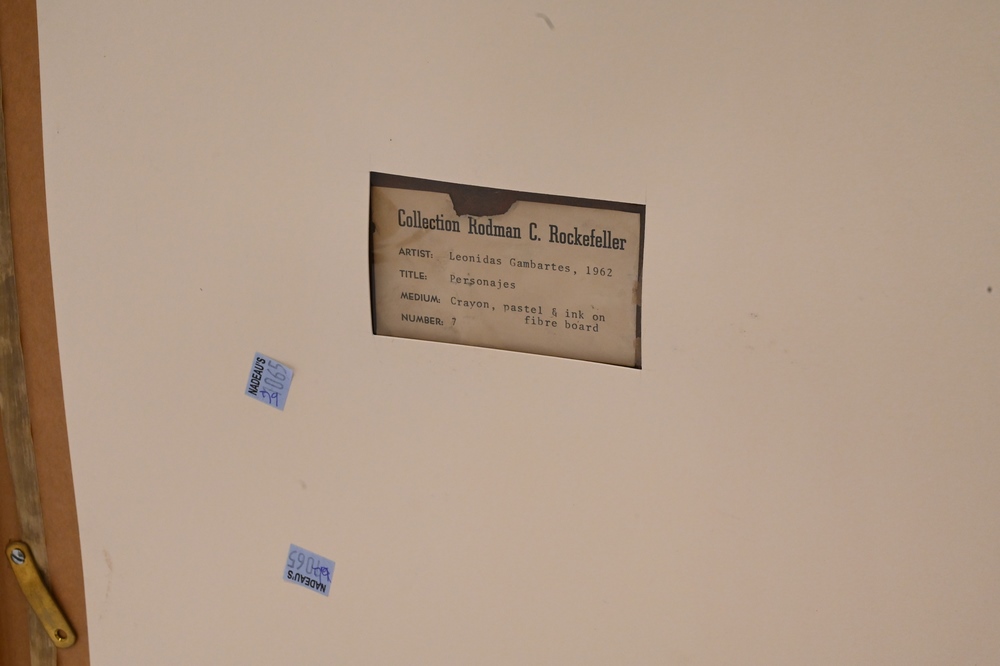 Collection Rodman C. Rockefeller
ARTIST: Leonidas Gambartes, 1962
TITLE: Personajes
MEDIUM: Crayon, pastel & ink on
fibre board
NUMBER: 7
NADEAU'S
NADEAU'S